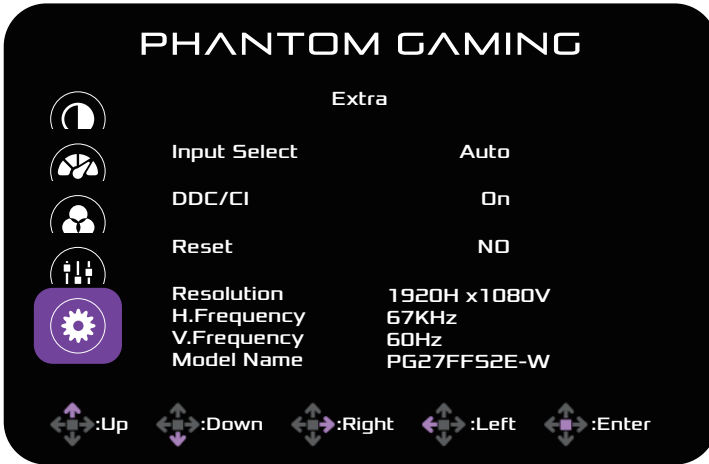 PHANTOM GAMING
Extra
Input Select Auto
DDC/CI On
Reset NO
Resolution 1920H x1080V
H.Frequency 67KHz
V.Frequency 60Hz
Model Name PG27FFS2E-W
:Up :Down :Right :Left :Enter